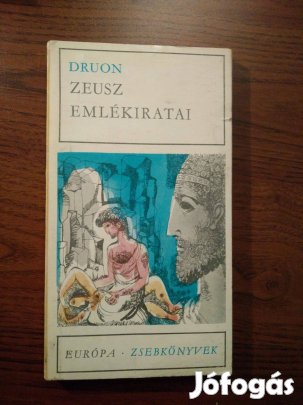 DRUON
ZEUSZ
EMLÉKIRATAI
EURÓPA · ZSEBKÖNYVEK
Jófogás